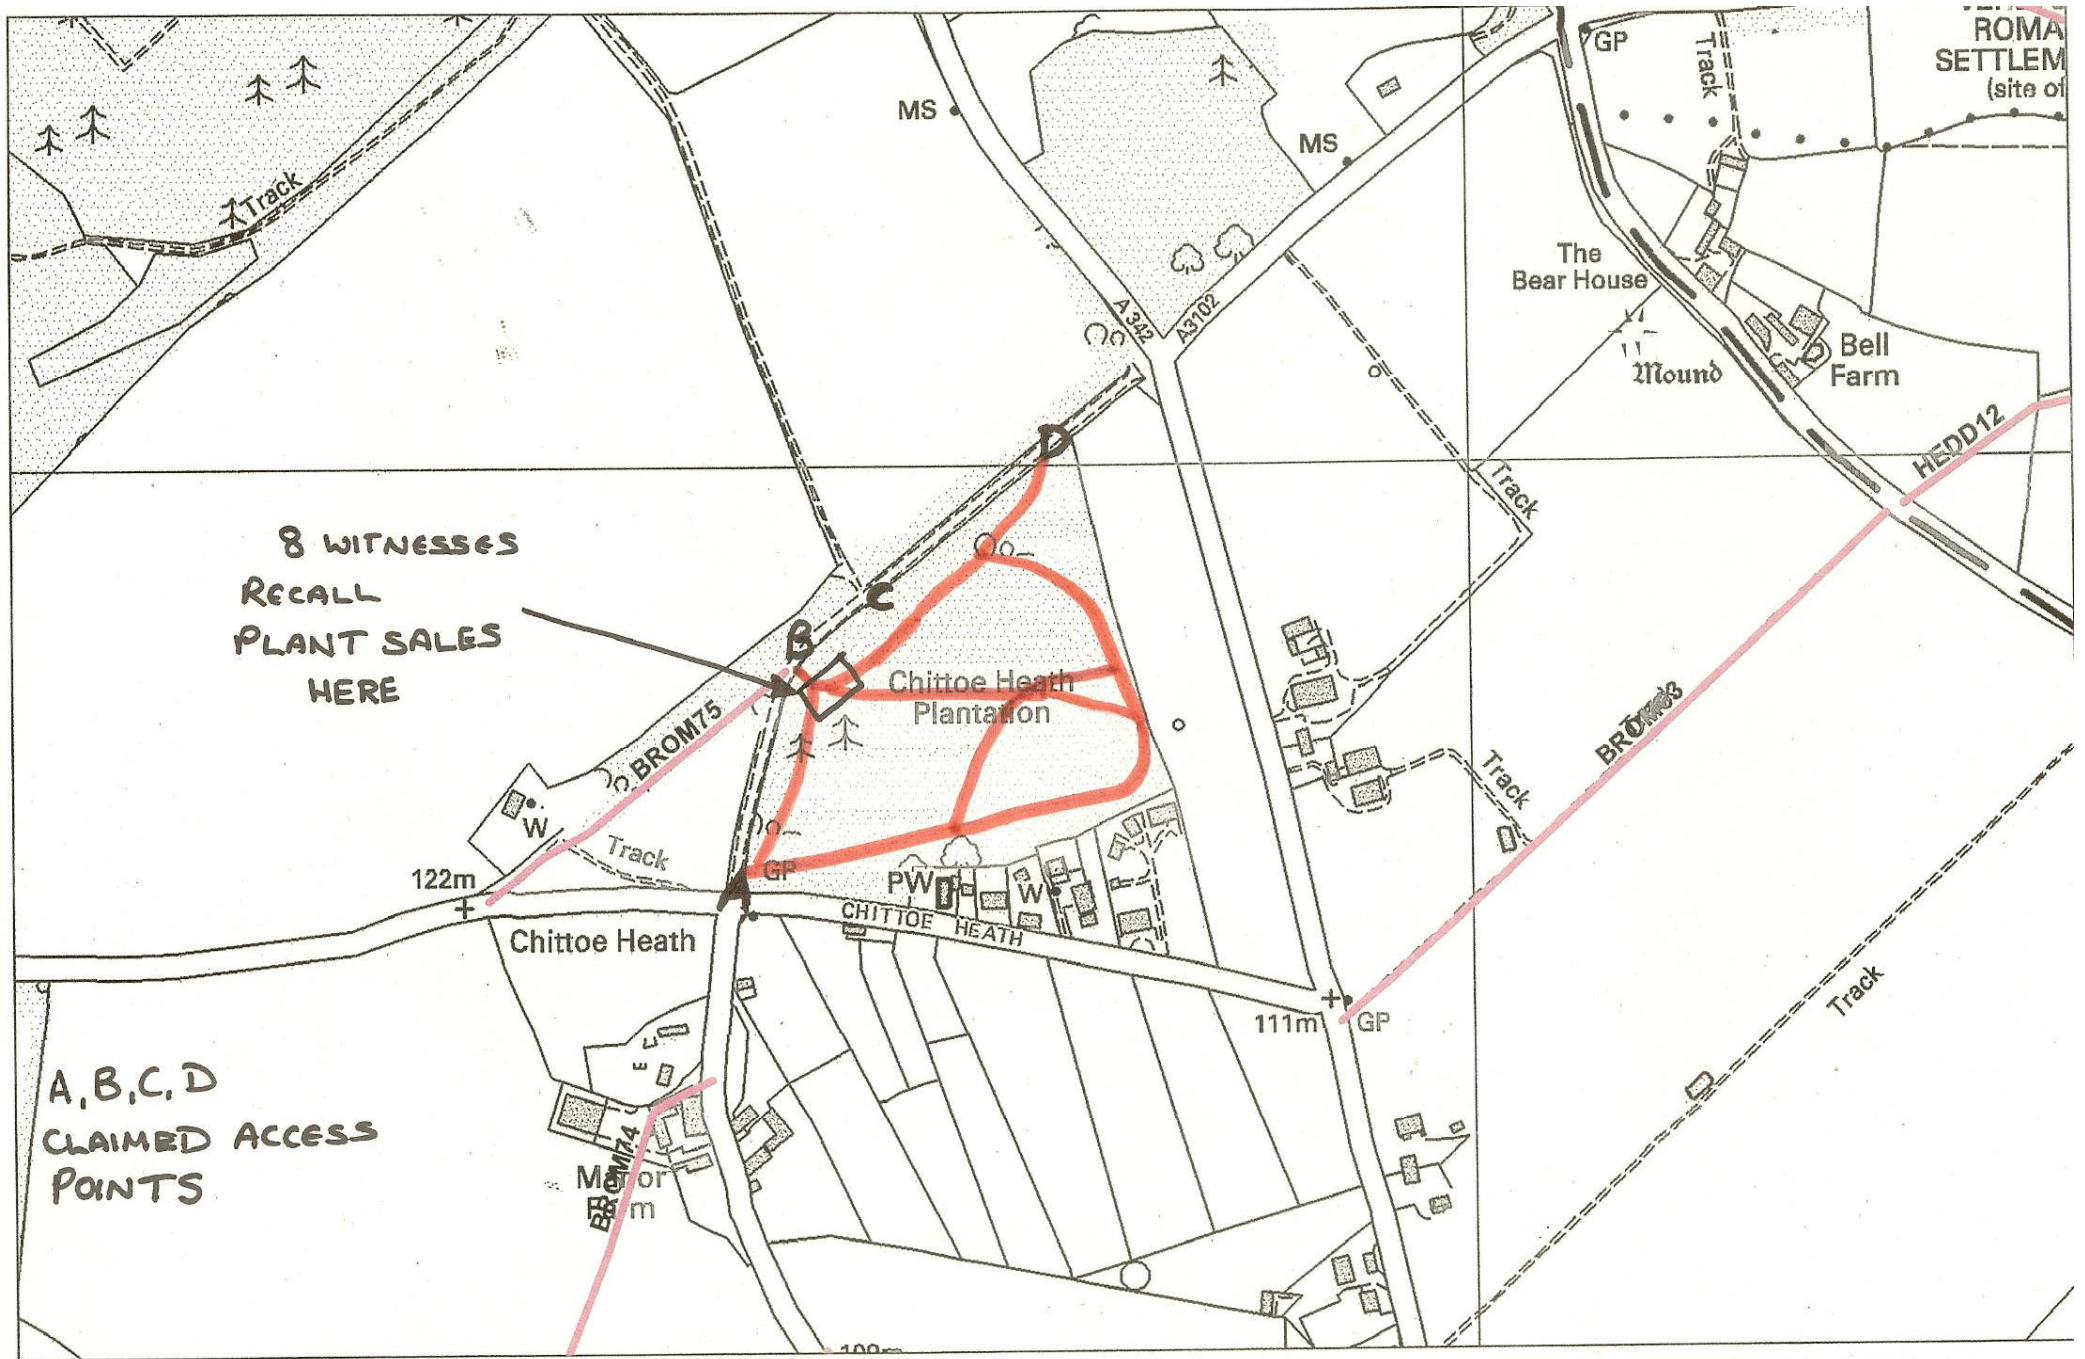 GP
Track
ROMA
SETTLEM
(site of
MS
MS
Track
The
Bear House
A 342
A3102
Mound
Bell
Farm
HEDD12
D
Track
8 WITNESSES
RECALL
PLANT SALES
HERE
C
B
Chittoe Heath
Plantation
BROM75
Track
W
Track
122m
GP
A
PW
W
CHITTOE HEATH
Chittoe Heath
111m
GP
Track
A, B, C, D
CLAIMED ACCESS
POINTS
BROM74